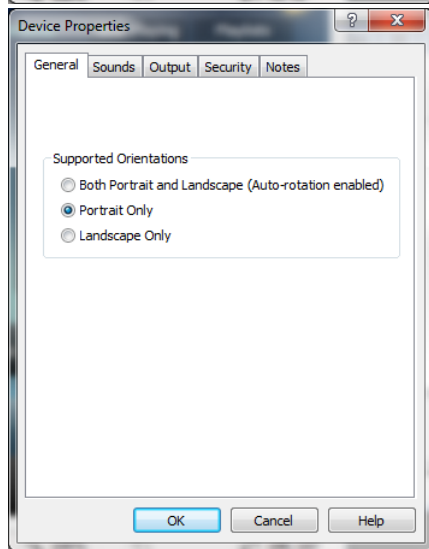 Device Properties
General Sounds Output Security Notes
Supported Orientations
Both Portrait and Landscape (Auto-rotation enabled)
Portrait Only
Landscape Only
OK Cancel Help